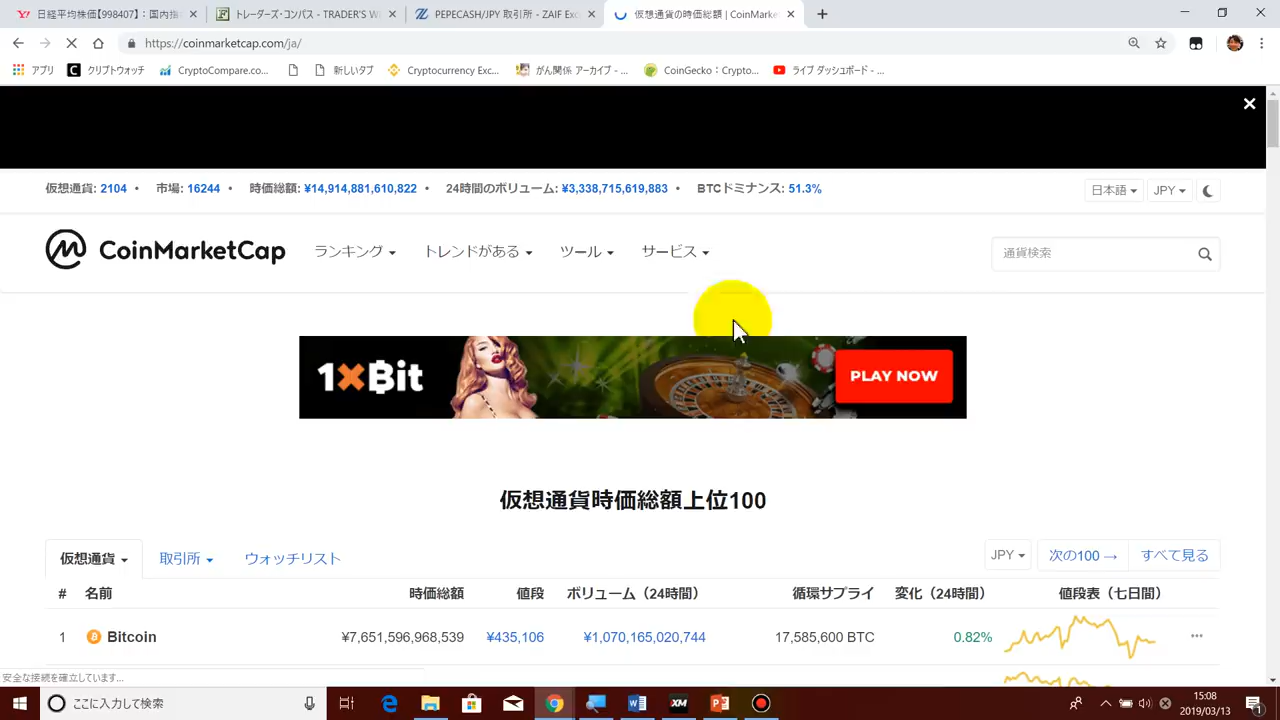 日経平均株価【998407】：国内指
トレーダーズ・コンパス - TRADER'S W
PEPECASH/JPY 取引所 - ZAIF Exc
仮想通貨の時価総額 | CoinMarke
https://coinmarketcap.com/ja/
アプリ
クリプトウォッチ
CryptoCompare.co...
新しいタブ
Cryptocurrency Exc...
がん関係 アーカイブ - ...
CoinGecko：Crypto...
ライブ ダッシュボード - ...
仮想通貨: 2104 • 市場: 16244 • 時価総額: ¥14,914,881,610,822 • 24時間のボリューム: ¥3,338,715,619,883 • BTCドミナンス: 51.3%
日本語
JPY
CoinMarketCap
ランキング
トレンドがある
ツール
サービス
通貨検索
1XBit
PLAY NOW
仮想通貨時価総額上位100
仮想通貨
取引所
ウォッチリスト
JPY
次の100 →
すべて見る
# 名前 時価総額 値段 ボリューム（24時間） 循環サプライ 変化（24時間） 値段表（七日間）
1 Bitcoin ¥7,651,596,968,539 ¥435,106 ¥1,070,165,020,744 17,585,600 BTC 0.82%
安全な接続を確立しています...
ここに入力して検索
XM
15:08
2019/03/13
1